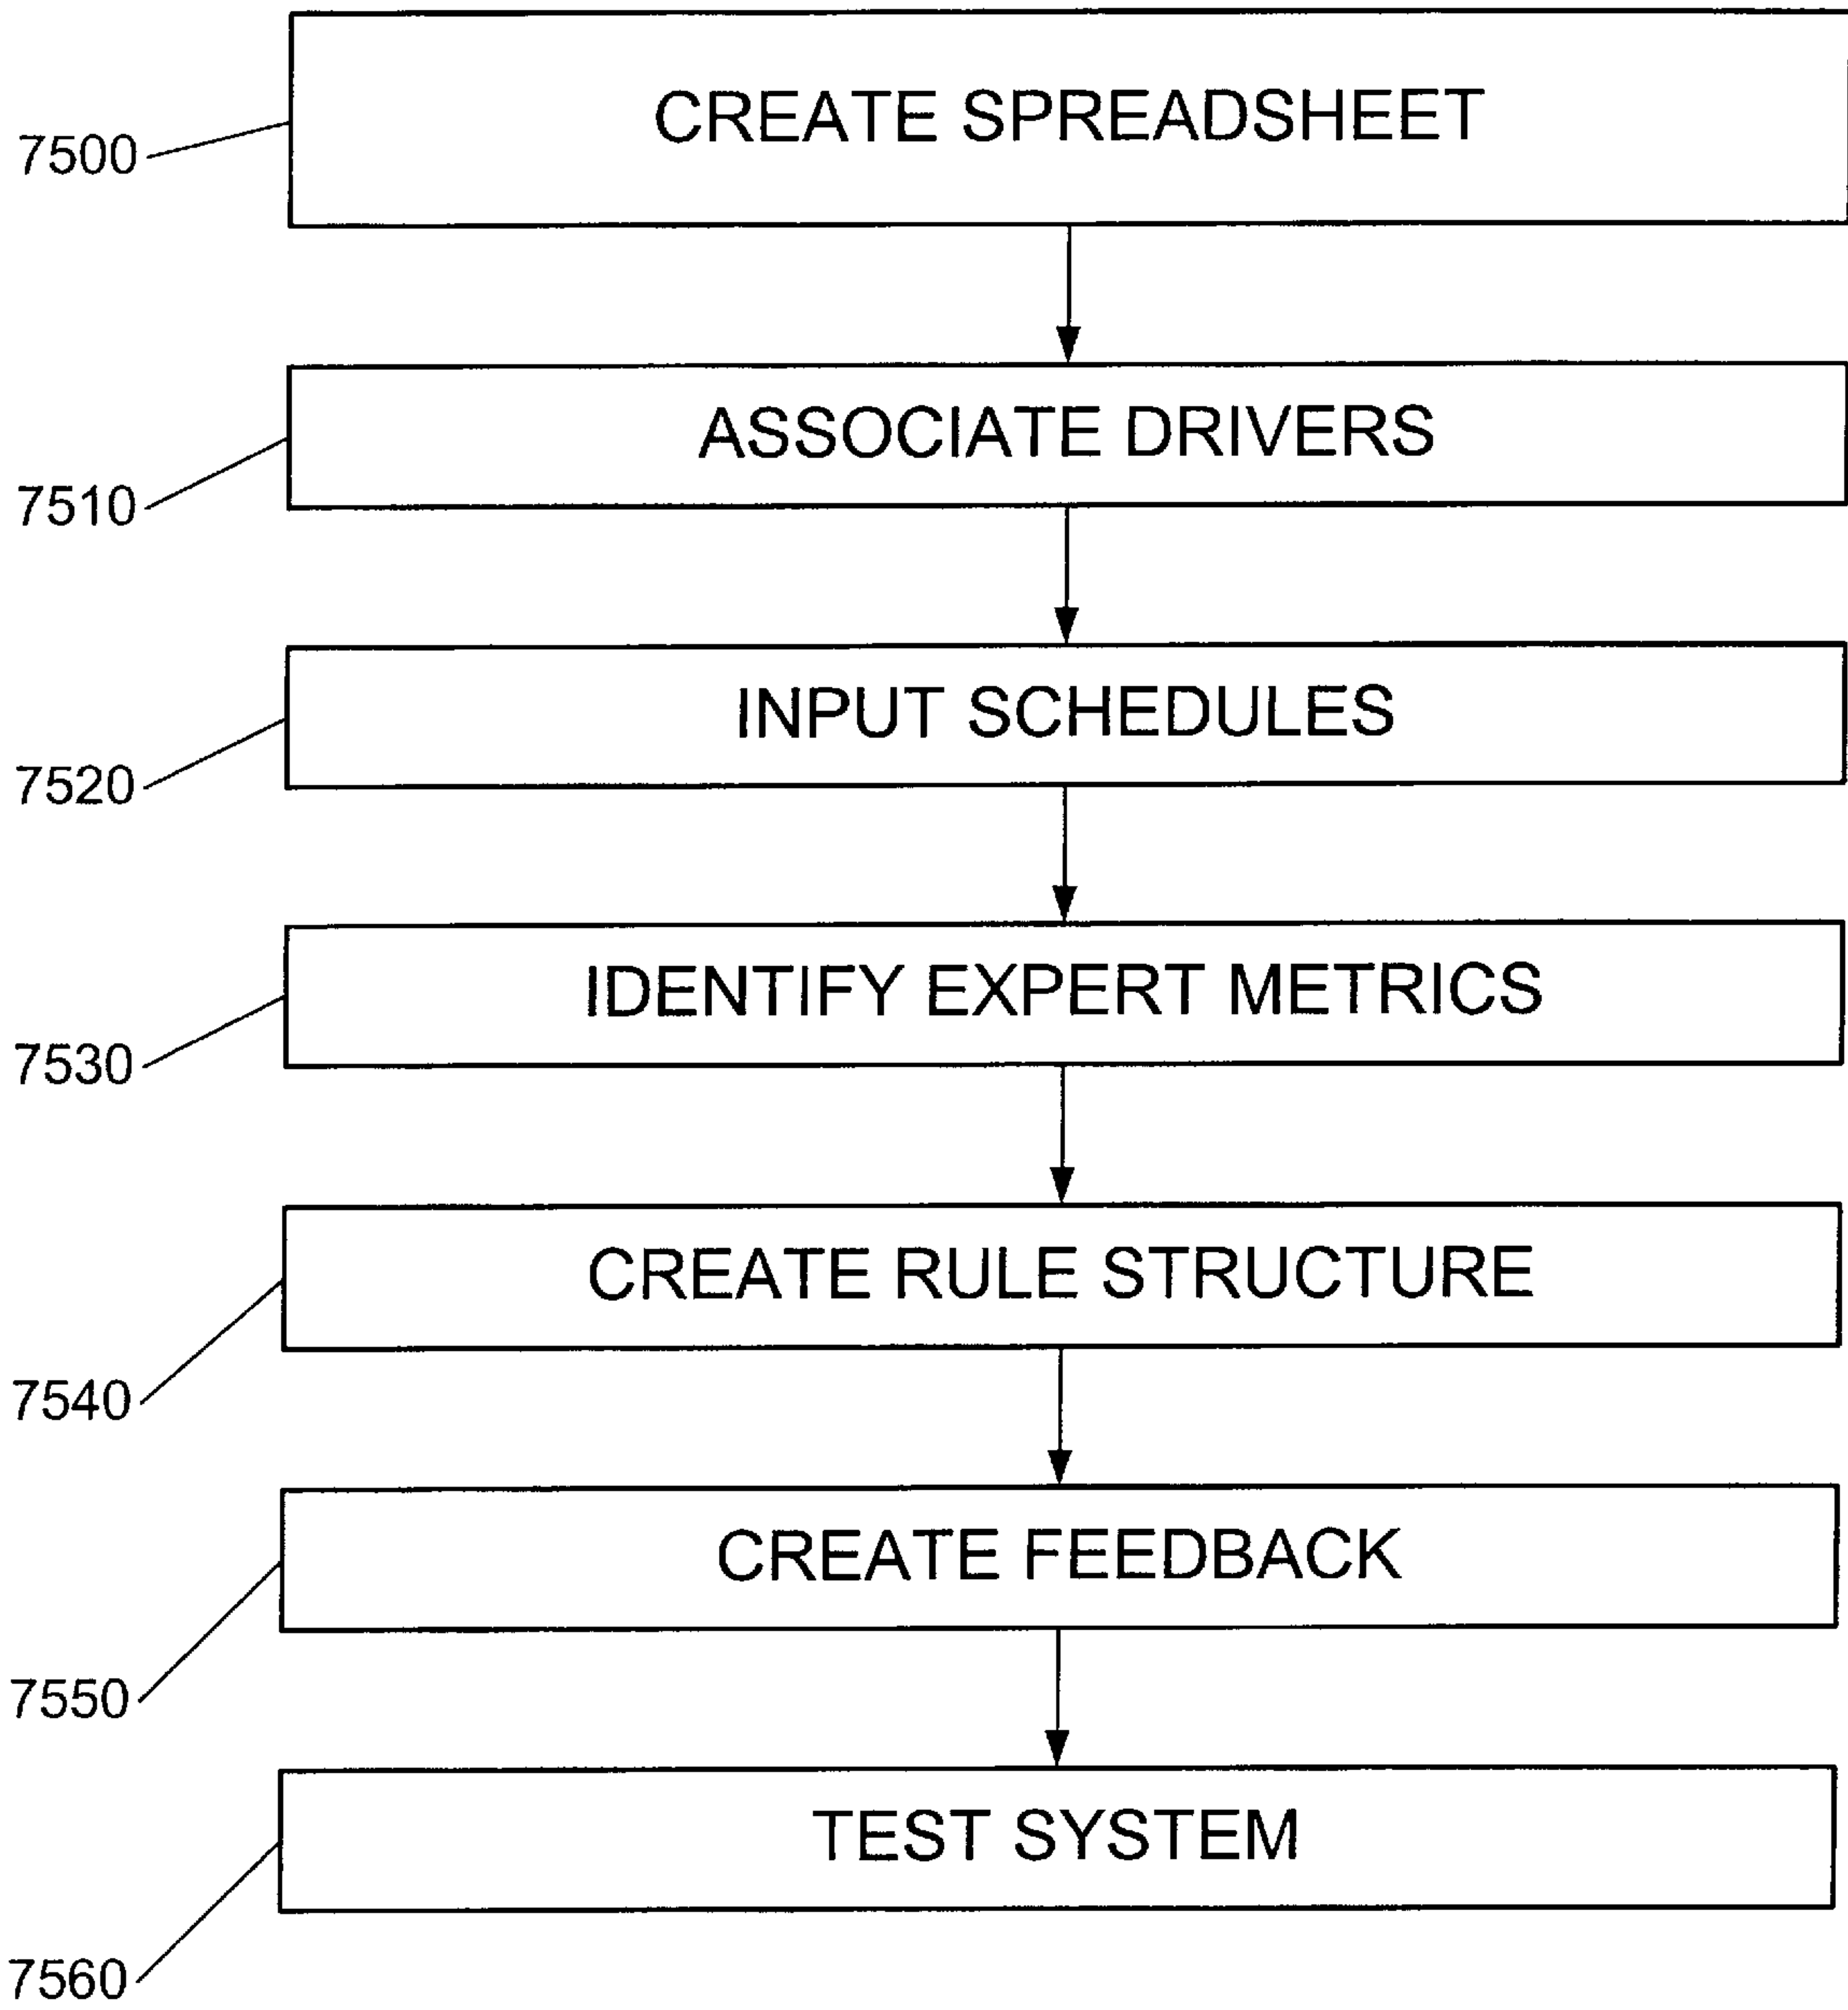 CREATE SPREADSHEET
7500
ASSOCIATE DRIVERS
7510
INPUT SCHEDULES
7520
IDENTIFY EXPERT METRICS
7530
CREATE RULE STRUCTURE
7540
CREATE FEEDBACK
7550
TEST SYSTEM
7560